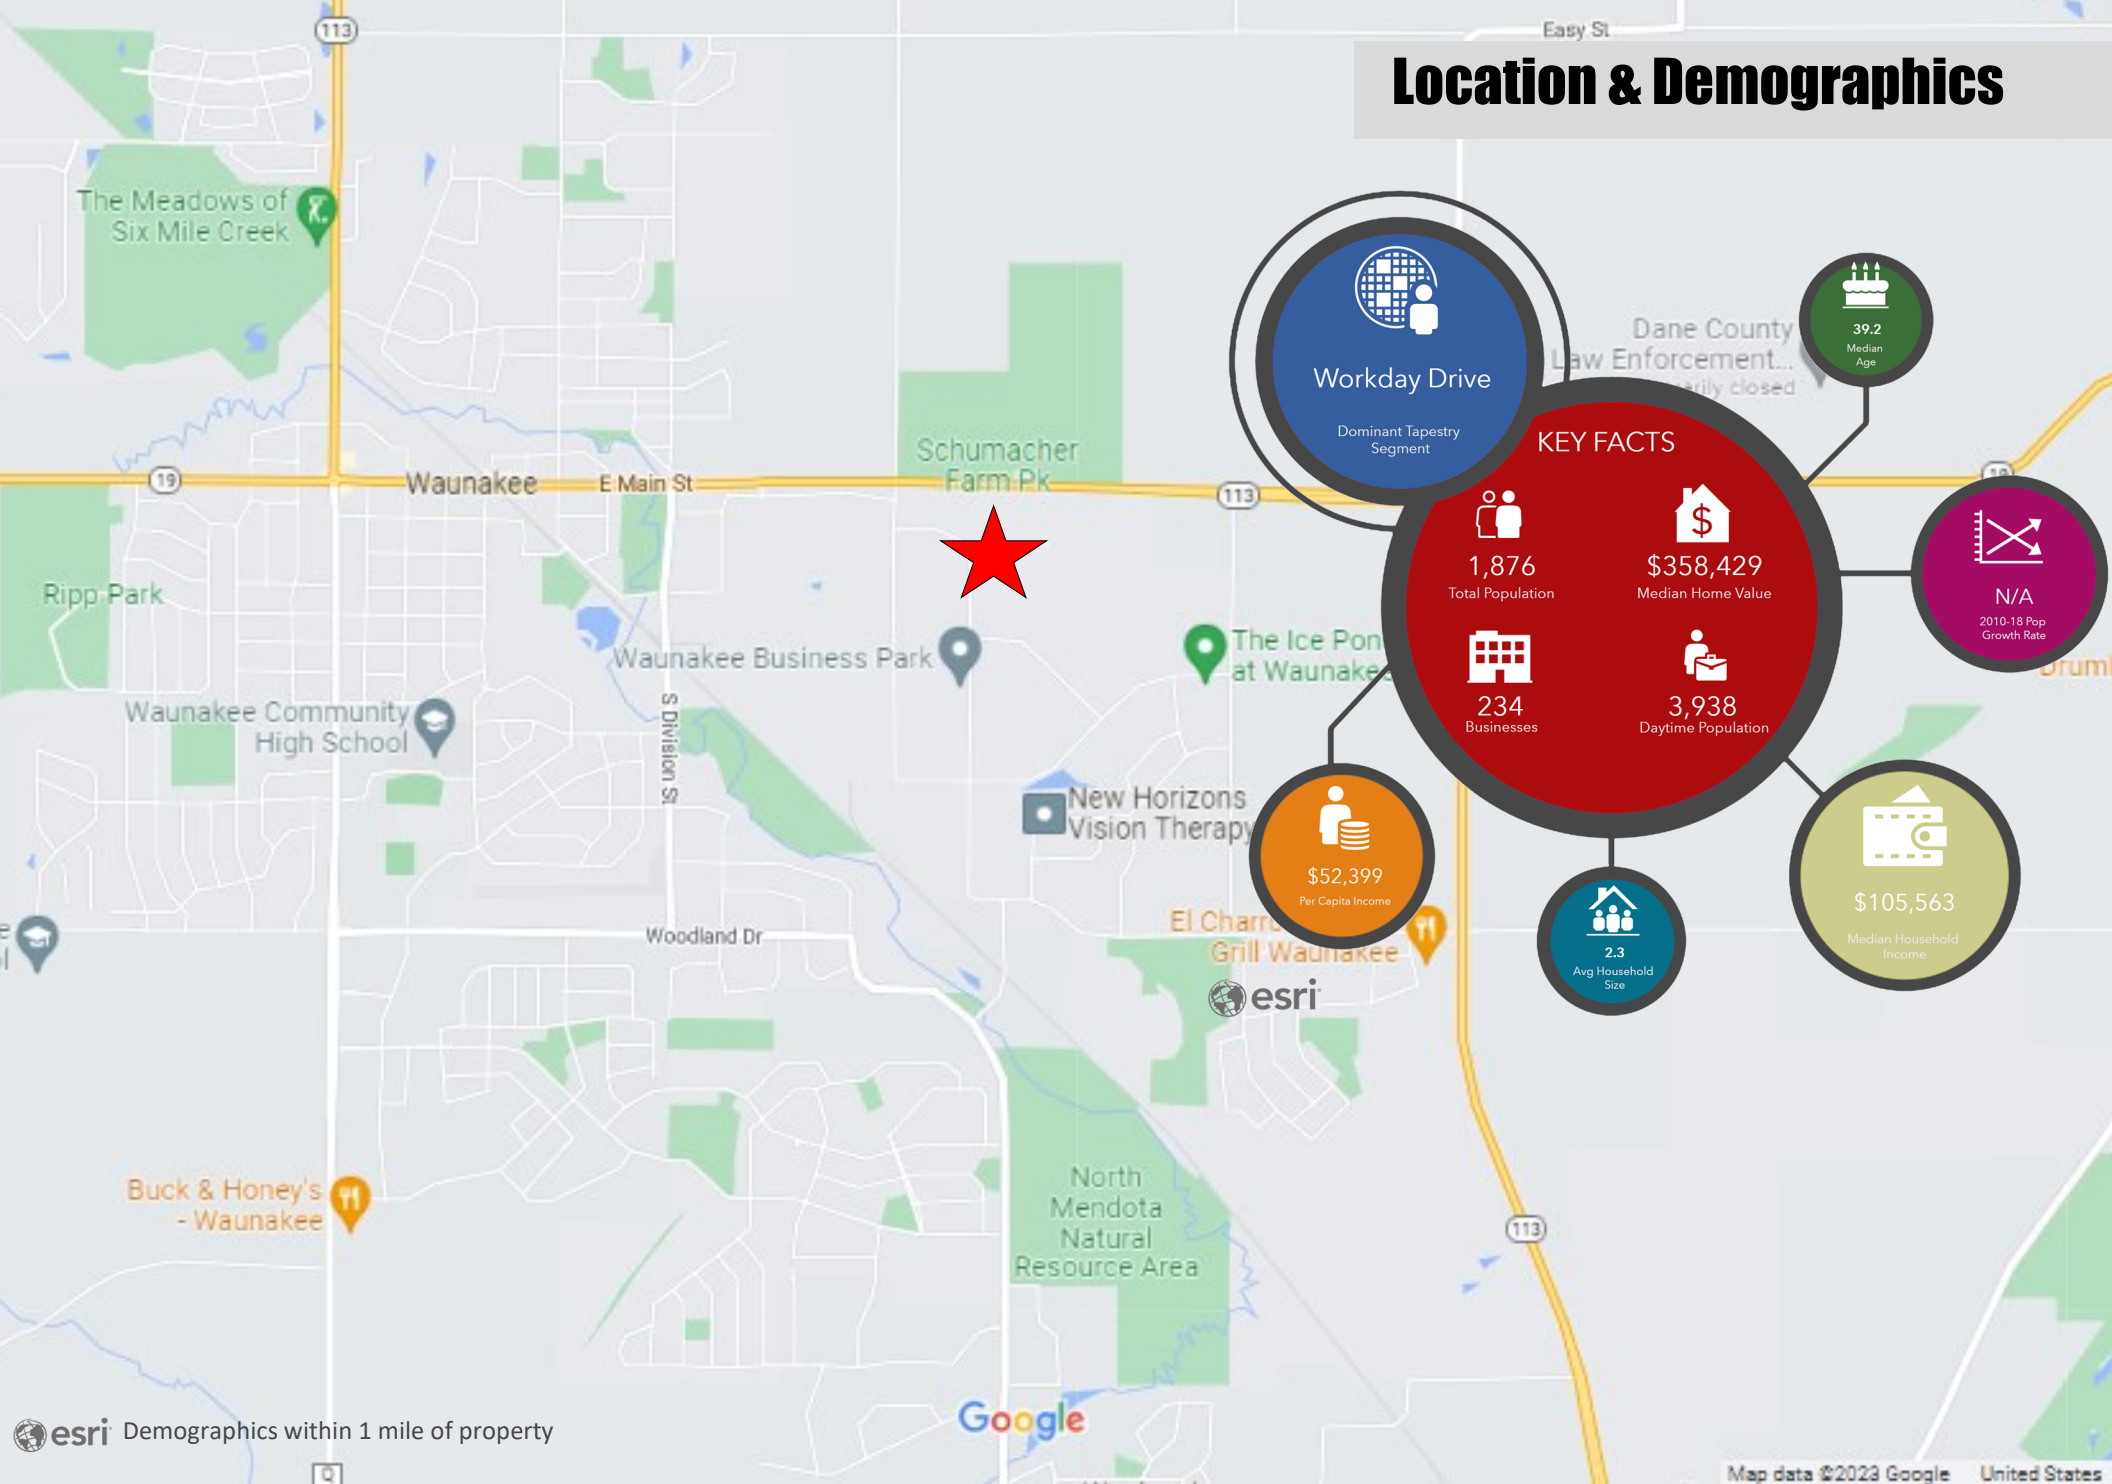 113
Easy St
Location & Demographics
The Meadows of
Six Mile Creek
Workday Drive
Dominant Tapestry
Segment
39.2
Median
Age
Dane County
Law Enforcement...
closed
KEY FACTS
1,876
Total Population
$358,429
Median Home Value
234
Businesses
3,938
Daytime Population
N/A
2010-18 Pop
Growth Rate
Schumacher
Farm Pk
19
Waunakee
E Main St
113
19
Ripp Park
Waunakee Business Park
The Ice Pon
at Waunake
Drum
Waunakee Community
High School
S Division St
New Horizons
Vision Therapy
$52,399
Per Capita Income
2.3
Avg Household
Size
$105,563
Median Household
Income
El Charr
Grill Waunakee
Woodland Dr
esri
North
Mendota
Natural
Resource Area
Buck & Honey's
- Waunakee
113
Google
esri Demographics within 1 mile of property
Q
Map data ©2023 Google United States